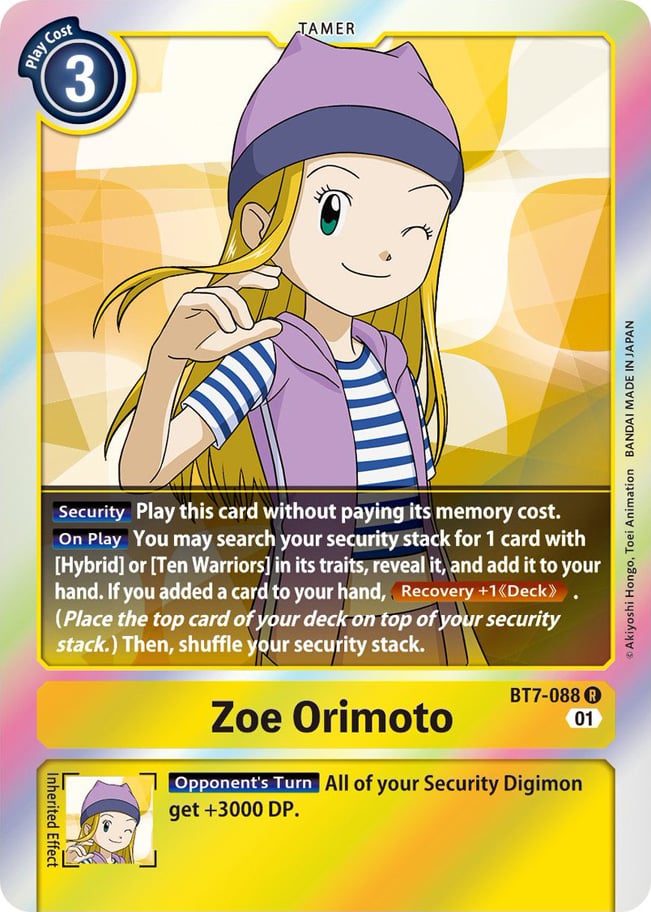 TAMER
Play Cost
3
Security Play this card without paying its memory cost.
On Play You may search your security stack for 1 card with
[Hybrid] or [Ten Warriors] in its traits, reveal it, and add it to your
hand. If you added a card to your hand, Recovery +1《Deck》 .
(Place the top card of your deck on top of your security
stack.) Then, shuffle your security stack.
© Akiyoshi Hongo, Toei Animation BANDAI MADE IN JAPAN
BT7-088 R
Zoe Orimoto
01
Inherited Effect
Opponent's Turn All of your Security Digimon
get +3000 DP.